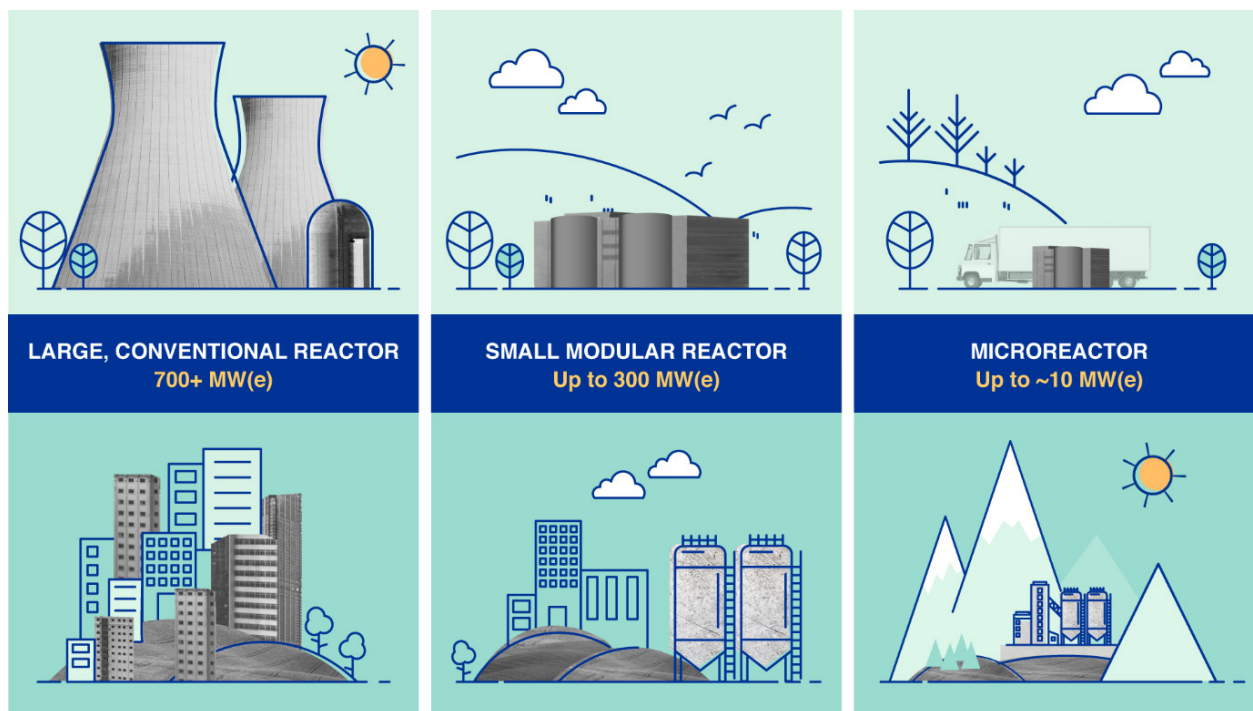 LARGE, CONVENTIONAL REACTOR
700+ MW(e)
SMALL MODULAR REACTOR
Up to 300 MW(e)
MICROREACTOR
Up to ~10 MW(e)